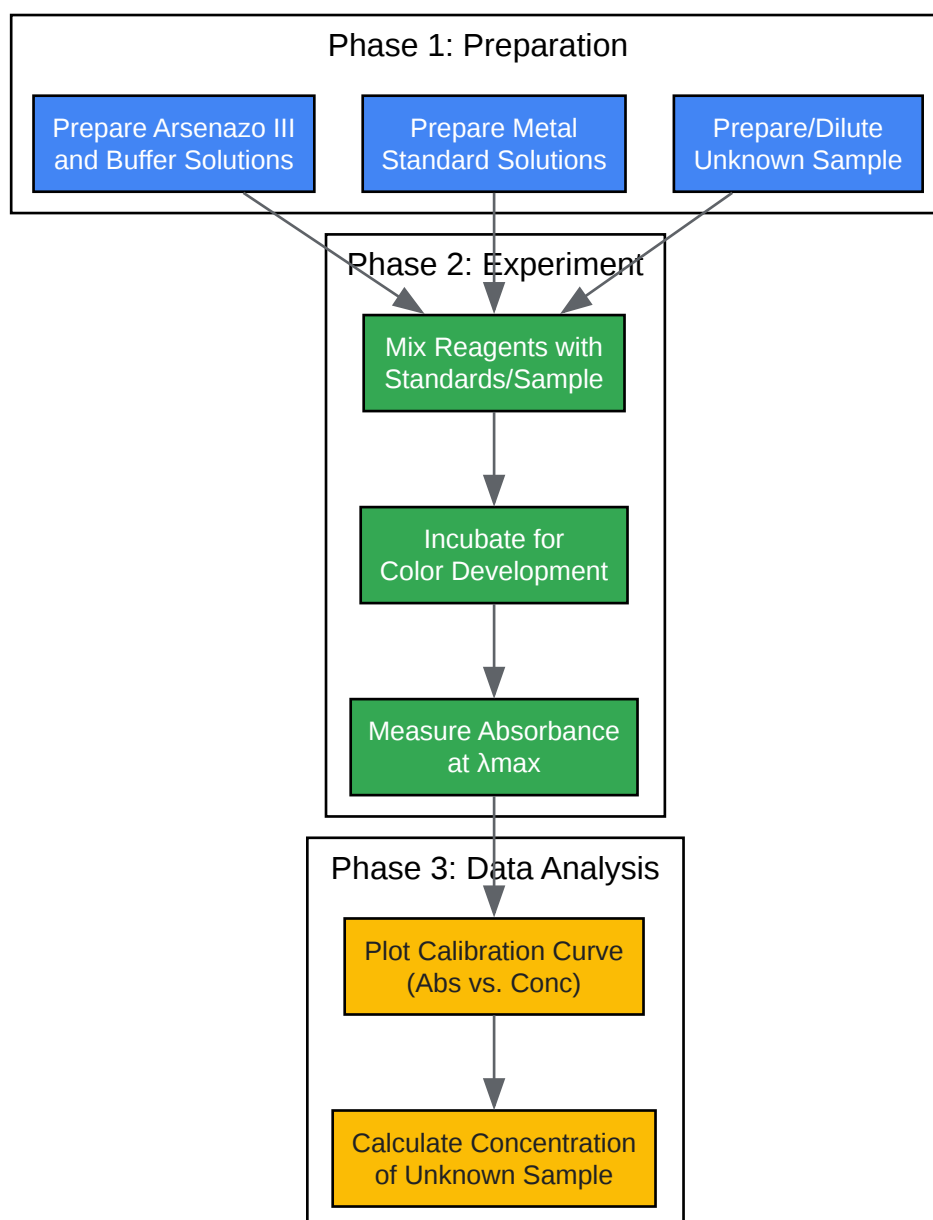 Phase 1: Preparation
Prepare Arsenazo III
and Buffer Solutions
Prepare Metal
Standard Solutions
Prepare/Dilute
Unknown Sample
Phase 2: Experiment
Mix Reagents with
Standards/Sample
Incubate for
Color Development
Measure Absorbance
at λmax
Phase 3: Data Analysis
Plot Calibration Curve
(Abs vs. Conc)
Calculate Concentration
of Unknown Sample